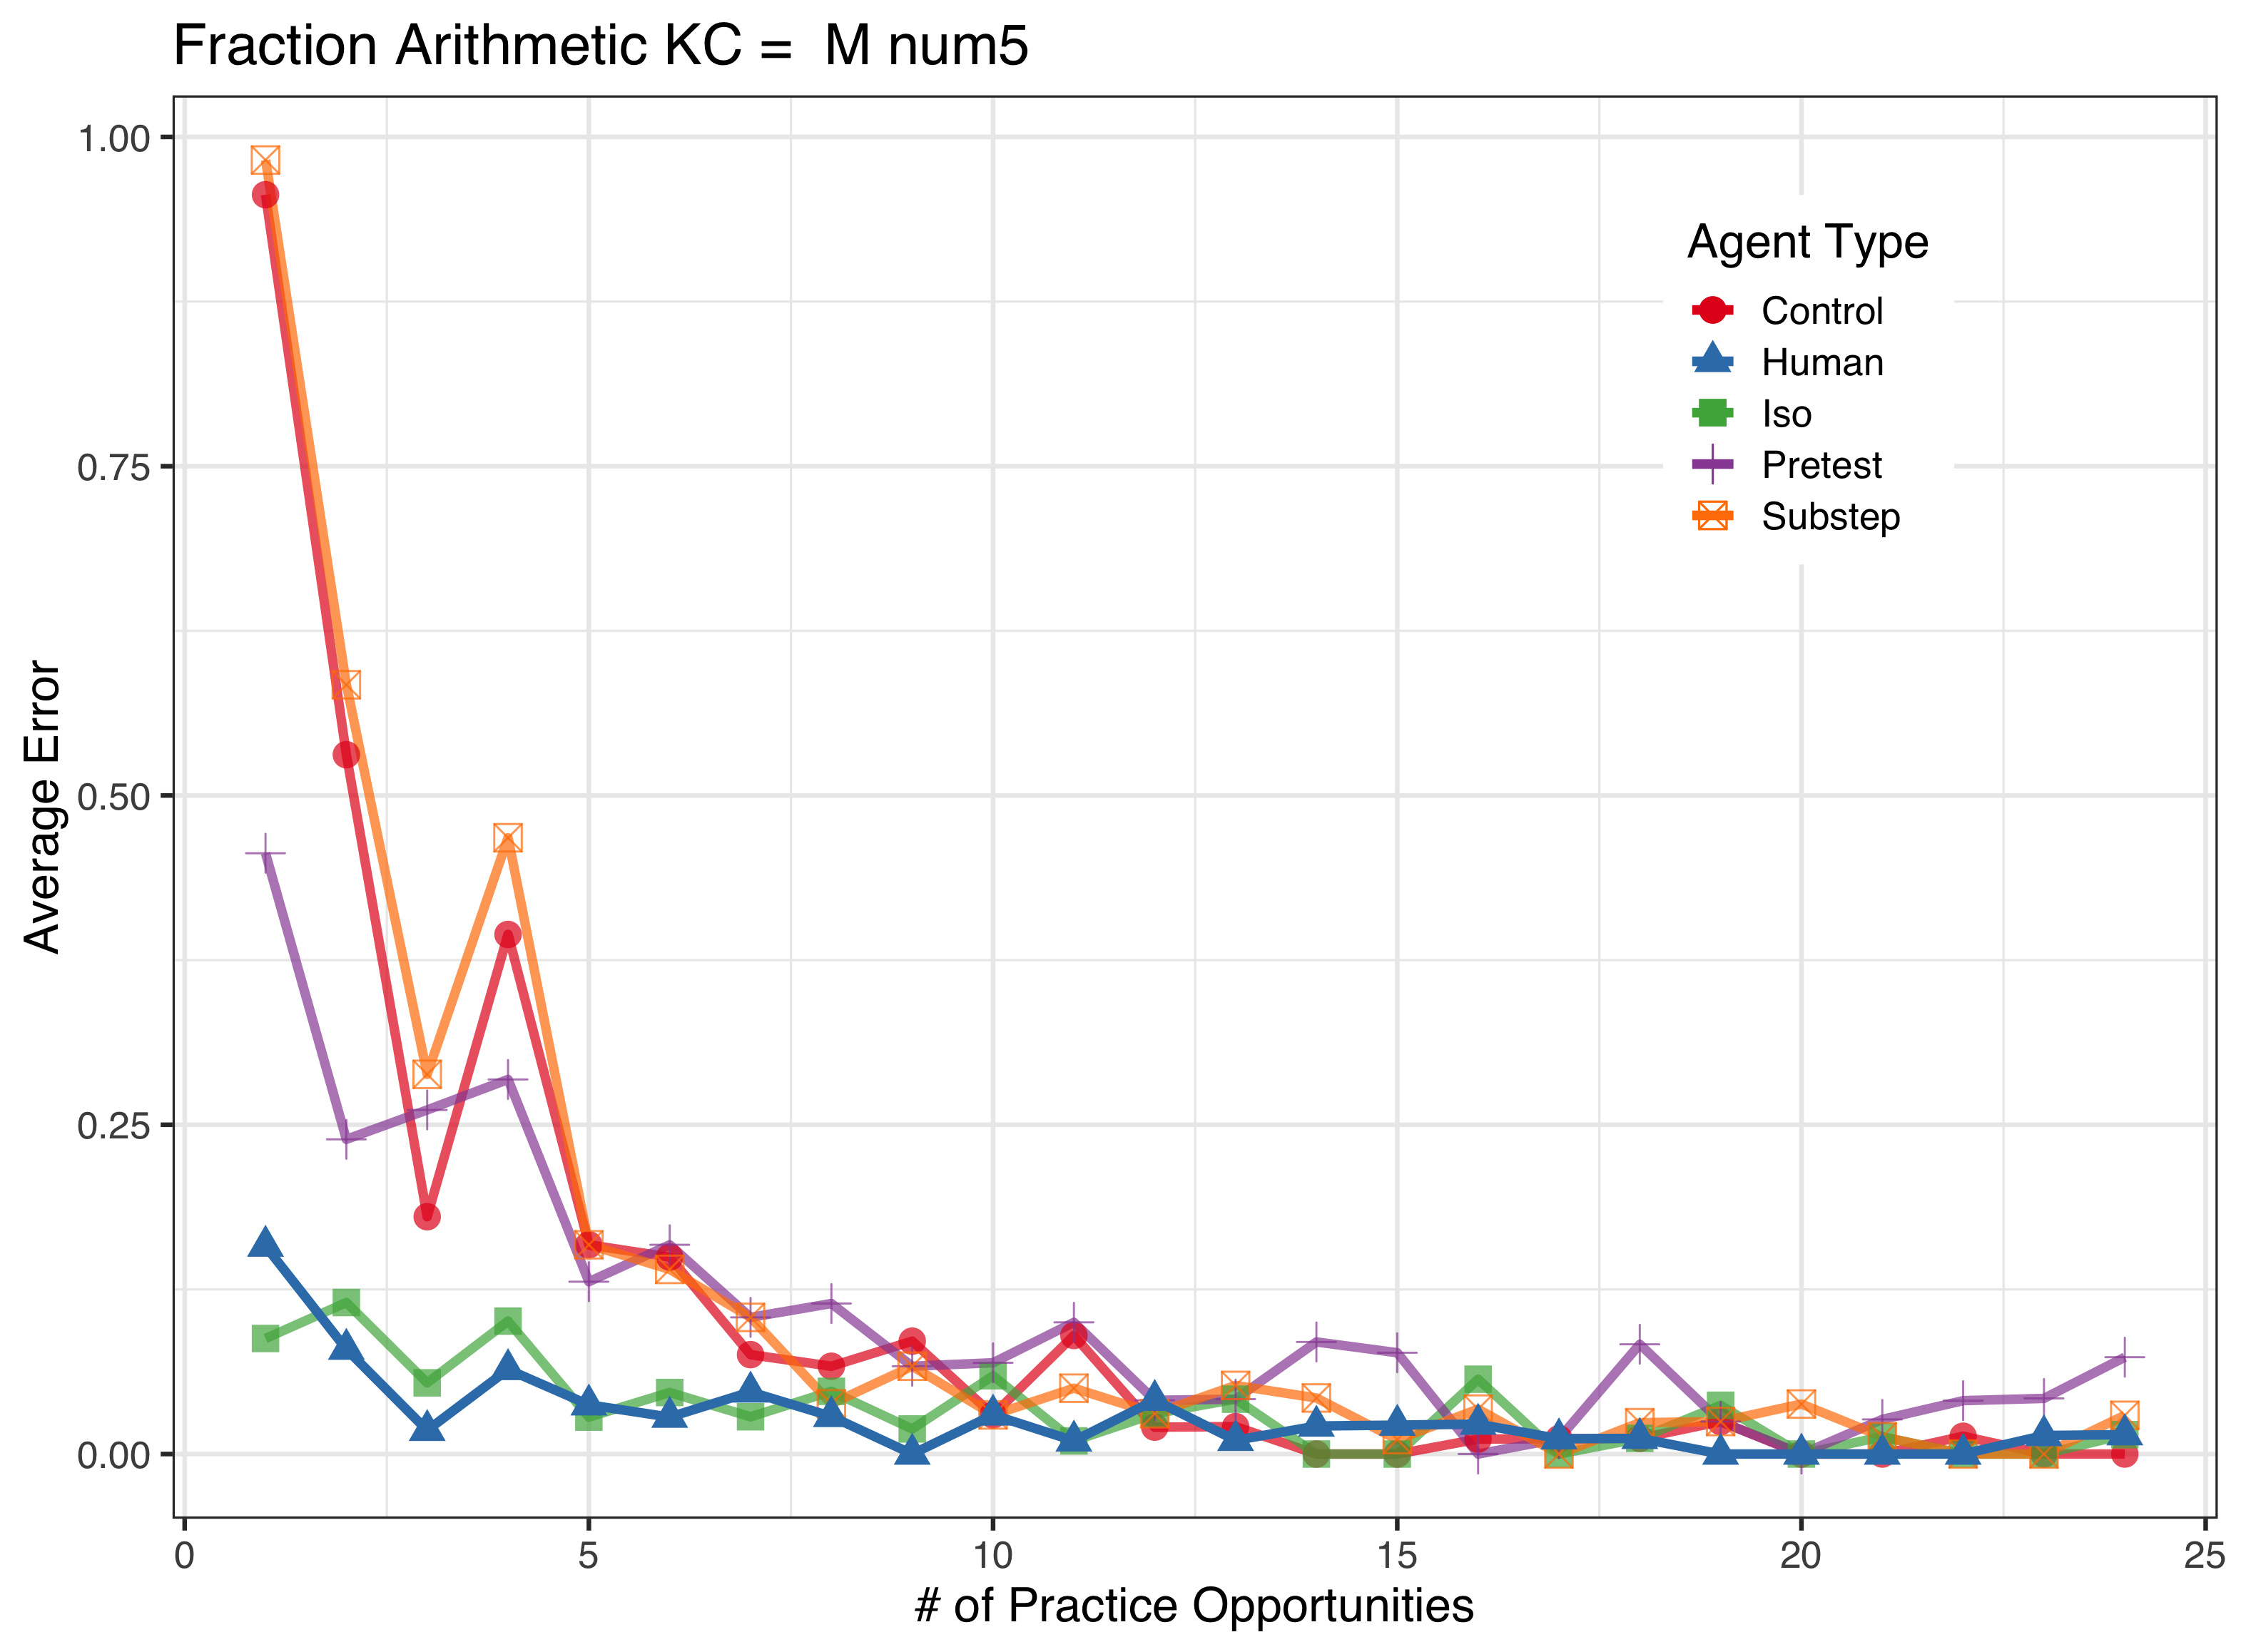 Fraction Arithmetic KC =  M num5
1.00
0.75
0.50
0.25
0.00
Average Error
Agent Type
Control
Human
Iso
Pretest
Substep
0 5 10 15 20 25
# of Practice Opportunities